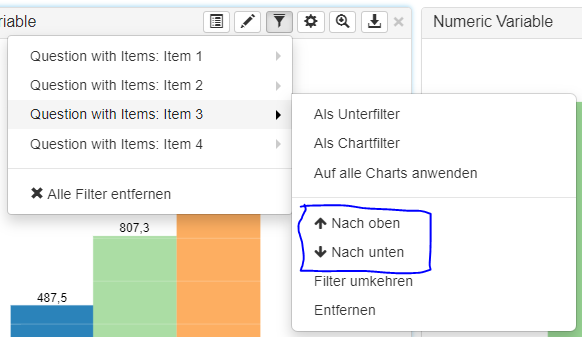 ariable
Numeric Variable
Question with Items: Item 1
Question with Items: Item 2
Question with Items: Item 3
Question with Items: Item 4
Alle Filter entfernen
Als Unterfilter
Als Chartfilter
Auf alle Charts anwenden
Nach oben
Nach unten
Filter umkehren
Entfernen
807,3
487,5